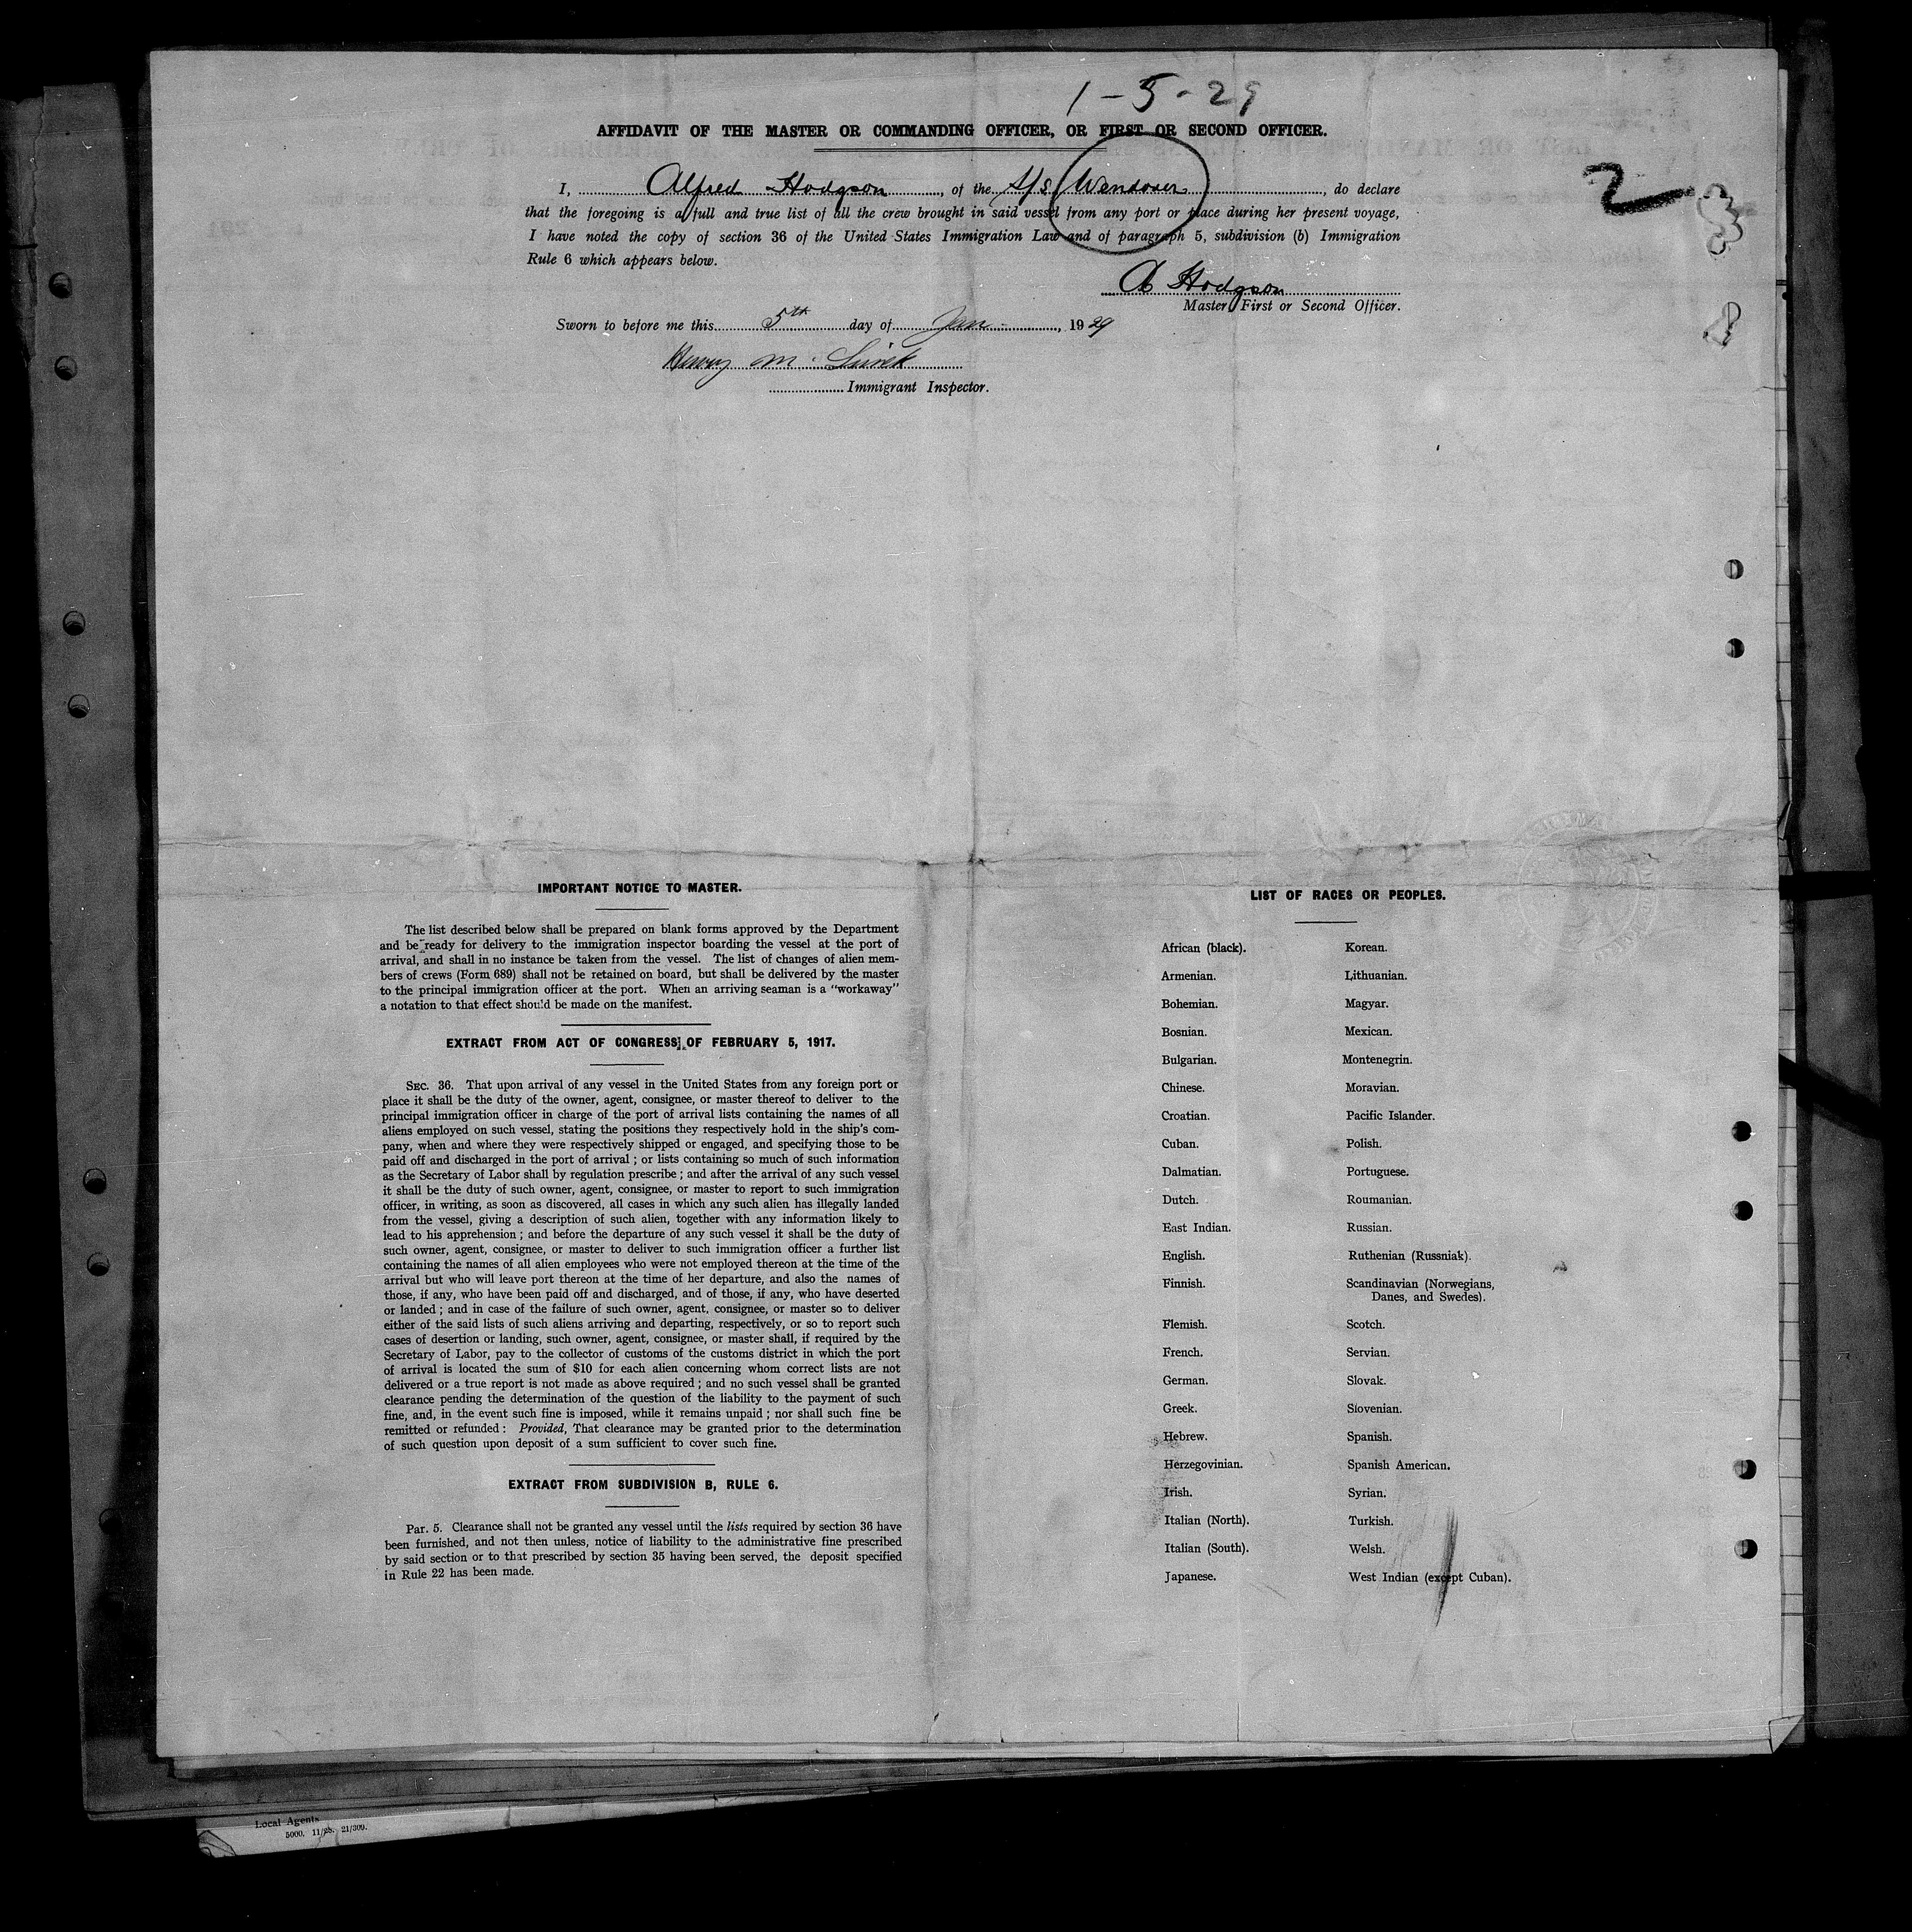 1-5-29
AFFIDAVIT OF THE MASTER OR COMMANDING OFFICER, OR FIRST OR SECOND OFFICER.
2
I, Alfred Hodgson, of the S/S Wendover, do declare
that the foregoing is a full and true list of all the crew brought in said vessel from any port or place during her present voyage,
I have noted the copy of section 36 of the United States Immigration Law and of paragraph 5, subdivision (b) Immigration
Rule 6 which appears below.
A Hodgson
Master First or Second Officer.
Sworn to before me this 5th day of Jan, 1929
Henry M.
Immigrant Inspector.
IMPORTANT NOTICE TO MASTER.
The list described below shall be prepared on blank forms approved by the Department
and be ready for delivery to the immigration inspector boarding the vessel at the port of
arrival, and shall in no instance be taken from the vessel. The list of changes of alien mem-
bers of crews (Form 689) shall not be retained on board, but shall be delivered by the master
to the principal immigration officer at the port. When an arriving seaman is a "workaway"
a notation to that effect should be made on the manifest.
EXTRACT FROM ACT OF CONGRESS OF FEBRUARY 5, 1917.
SEC. 36. That upon arrival of any vessel in the United States from any foreign port or
place it shall be the duty of the owner, agent, consignee, or master thereof to deliver to the
principal immigration officer in charge of the port of arrival lists containing the names of all
aliens employed on such vessel, stating the positions they respectively hold in the ship's com-
pany, when and where they were respectively shipped or engaged, and specifying those to be
paid off and discharged in the port of arrival; or lists containing so much of such information
as the Secretary of Labor shall by regulation prescribe; and after the arrival of any such vessel
it shall be the duty of such owner, agent, consignee, or master to report to such immigration
officer, in writing, as soon as discovered, all cases in which any such alien has illegally landed
from the vessel, giving a description of such alien, together with any information likely to
lead to his apprehension; and before the departure of any such vessel it shall be the duty of
such owner, agent, consignee, or master to deliver to such immigration officer a further list
containing the names of all alien employees who were not employed thereon at the time of the
arrival but who will leave port thereon at the time of her departure, and also the names of
those, if any, who have been paid off and discharged, and of those, if any, who have deserted
or landed; and in case of the failure of such owner, agent, consignee, or master so to deliver
either of the said lists of such aliens arriving and departing, respectively, or so to report such
cases of desertion or landing, such owner, agent, consignee, or master shall, if required by the
Secretary of Labor, pay to the collector of customs of the customs district in which the port
of arrival is located the sum of $10 for each alien concerning whom correct lists are not
delivered or a true report is not made as above required; and no such vessel shall be granted
clearance pending the determination of the question of the liability to the payment of such
fine, and, in the event such fine is imposed, while it remains unpaid; nor shall such fine be
remitted or refunded: Provided, That clearance may be granted prior to the determination
of such question upon deposit of a sum sufficient to cover such fine.
EXTRACT FROM SUBDIVISION B, RULE 6.
Par. 5. Clearance shall not be granted any vessel until the lists required by section 36 have
been furnished, and not then unless, notice of liability to the administrative fine prescribed
by said section or to that prescribed by section 35 having been served, the deposit specified
in Rule 22 has been made.
LIST OF RACES OR PEOPLES.
African (black).
Armenian.
Bohemian.
Bosnian.
Bulgarian.
Chinese.
Croatian.
Cuban.
Dalmatian.
Dutch.
East Indian.
English.
Finnish.
Flemish.
French.
German.
Greek.
Hebrew.
Herzegovinian.
Irish.
Italian (North).
Italian (South).
Japanese.
Korean.
Lithuanian.
Magyar.
Mexican.
Montenegrin.
Moravian.
Pacific Islander.
Polish.
Portuguese.
Roumanian.
Russian.
Ruthenian (Russniak).
Scandinavian (Norwegians,
Danes, and Swedes).
Scotch.
Servian.
Slovak.
Slovenian.
Spanish.
Spanish American.
Syrian.
Turkish.
Welsh.
West Indian (except Cuban).
Local Agents
5000. 11/28. 21/309.